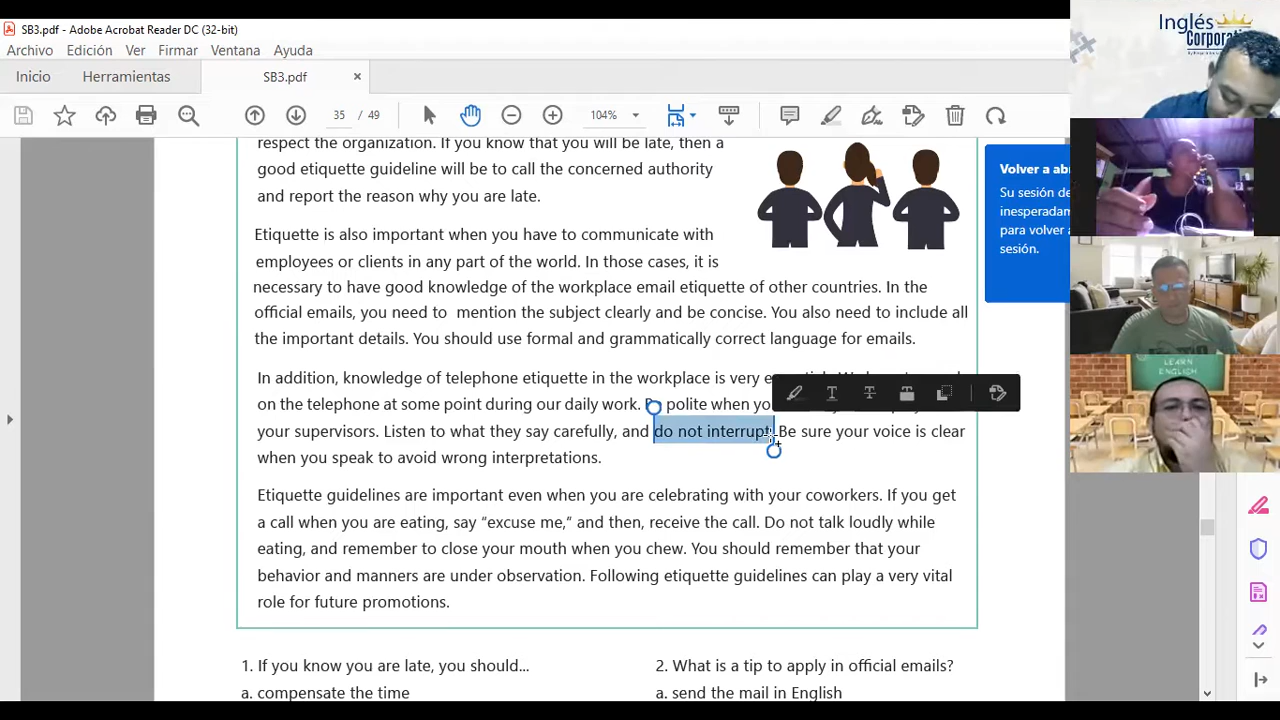 SB3.pdf - Adobe Acrobat Reader DC (32-bit)
Archivo Edición Ver Firmar Ventana Ayuda
Inicio Herramientas SB3.pdf ×
35 / 49 104%
respect the organization. If you know that you will be late, then a
good etiquette guideline will be to call the concerned authority
and report the reason why you are late.
Etiquette is also important when you have to communicate with
employees or clients in any part of the world. In those cases, it is
necessary to have good knowledge of the workplace email etiquette of other countries. In the
official emails, you need to mention the subject clearly and be concise. You also need to include all
the important details. You should use formal and grammatically correct language for emails.
In addition, knowledge of telephone etiquette in the workplace is very
on the telephone at some point during our daily work. Be polite when
your supervisors. Listen to what they say carefully, and do not interrupt. Be sure your voice is clear
when you speak to avoid wrong interpretations.
Etiquette guidelines are important even when you are celebrating with your coworkers. If you get
a call when you are eating, say “excuse me,” and then, receive the call. Do not talk loudly while
eating, and remember to close your mouth when you chew. You should remember that your
behavior and manners are under observation. Following etiquette guidelines can play a very vital
role for future promotions.
1. If you know you are late, you should...
a. compensate the time
2. What is a tip to apply in official emails?
a. send the mail in English
Volver a ab
Su sesión de
inesperadam
para volver a
sesión.
Inglés
Corporativo
LEARN
ENGLISH